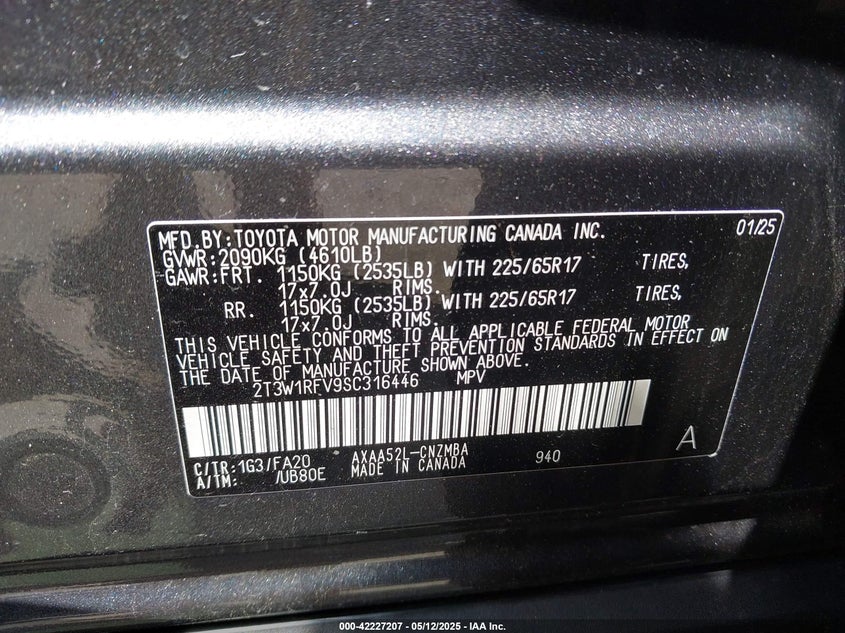 MFD.BY:TOYOTA MOTOR MANUFACTURING CANADA INC. 01/25
GVWR:2090KG (4610LB)
GAWR:FRT. 1150KG (2535LB) WITH 225/65R17 TIRES,
17x7.0J RIMS.
RR. 1150KG (2535LB) WITH 225/65R17 TIRES,
17x7.0J RIMS.
THIS VEHICLE CONFORMS TO ALL APPLICABLE FEDERAL MOTOR
VEHICLE SAFETY AND THEFT PREVENTION STANDARDS IN EFFECT ON
THE DATE OF MANUFACTURE SHOWN ABOVE.
2T3W1RFV9SC316446 MPV
A
C/TR:1G3/FA20 AXAA52L-CNZMBA 940
A/TM: /UB80E MADE IN CANADA
000-42227207 - 05/12/2025 - IAA Inc.